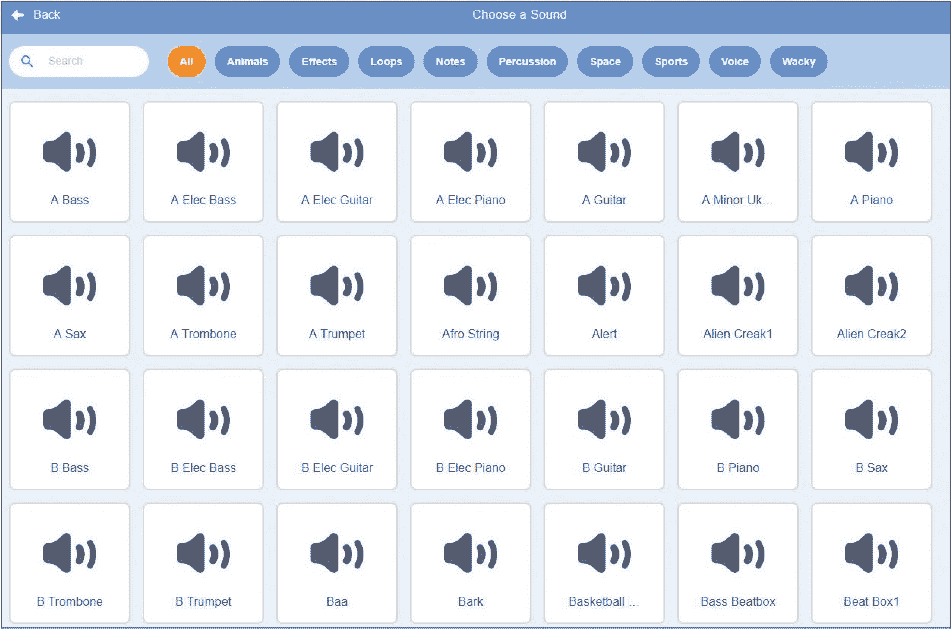 Back Choose a Sound
Search All Animals Effects Loops Notes Percussion Space Sports Voice Wacky
A Bass A Elec Bass A Elec Guitar A Elec Piano A Guitar A Minor Uk... A Piano
A Sax A Trombone A Trumpet Afro String Alert Alien Creak1 Alien Creak2
B Bass B Elec Bass B Elec Guitar B Elec Piano B Guitar B Piano B Sax
B Trombone B Trumpet Baa Bark Basketball ... Bass Beatbox Beat Box1